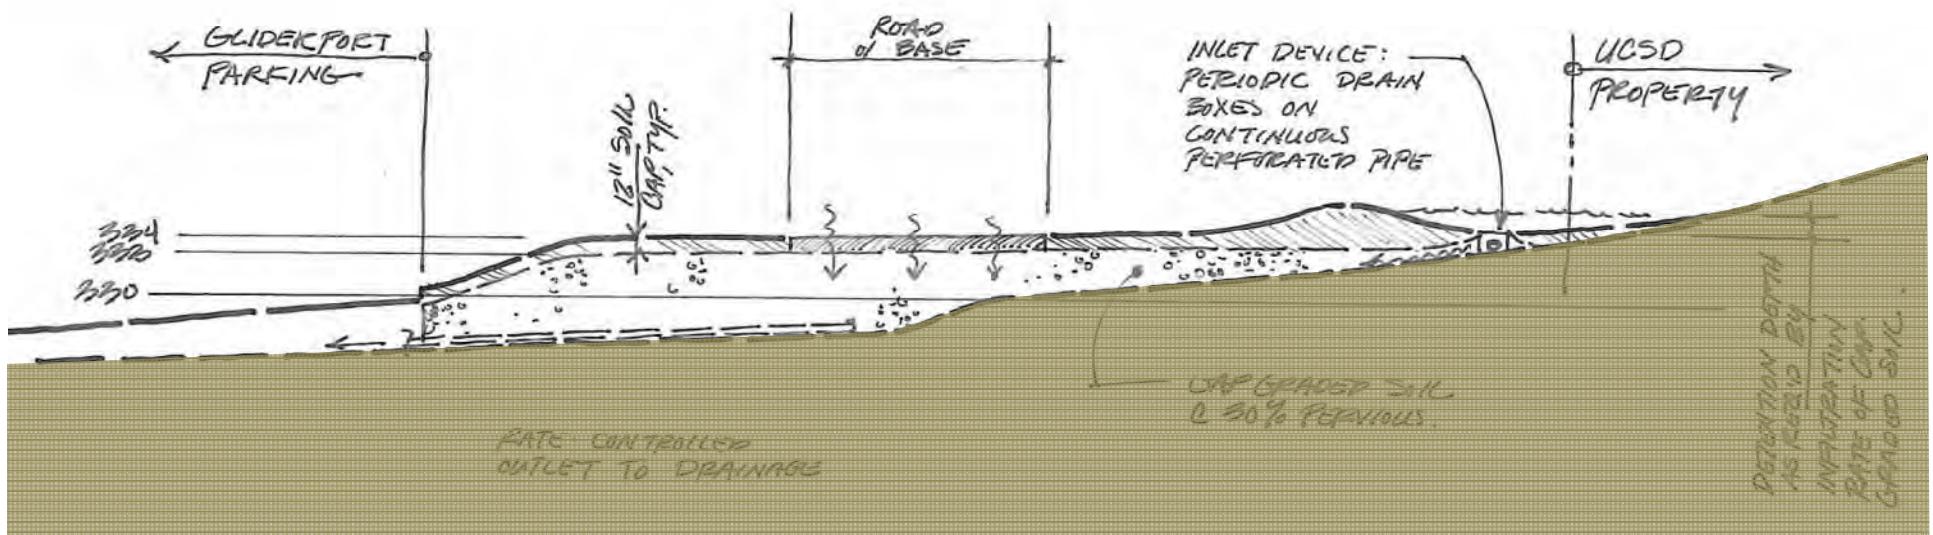 GLIDERPORT
PARKING
ROAD
o/ BASE
INLET DEVICE:
PERIODIC DRAIN
BOXES ON
CONTINUOUS
PERFORATED PIPE
UCSD
PROPERTY
12" SOIL
CAP, TYP.
334
333
330
GAP GRADED SOIL
@ 30% PERVIOUS.
RATE CONTROLLED
OUTLET TO DRAINAGE
DETENTION DEPTH
AS REQ'D BY
INFILTRATION
RATE OF GAP
GRADED SOIL.